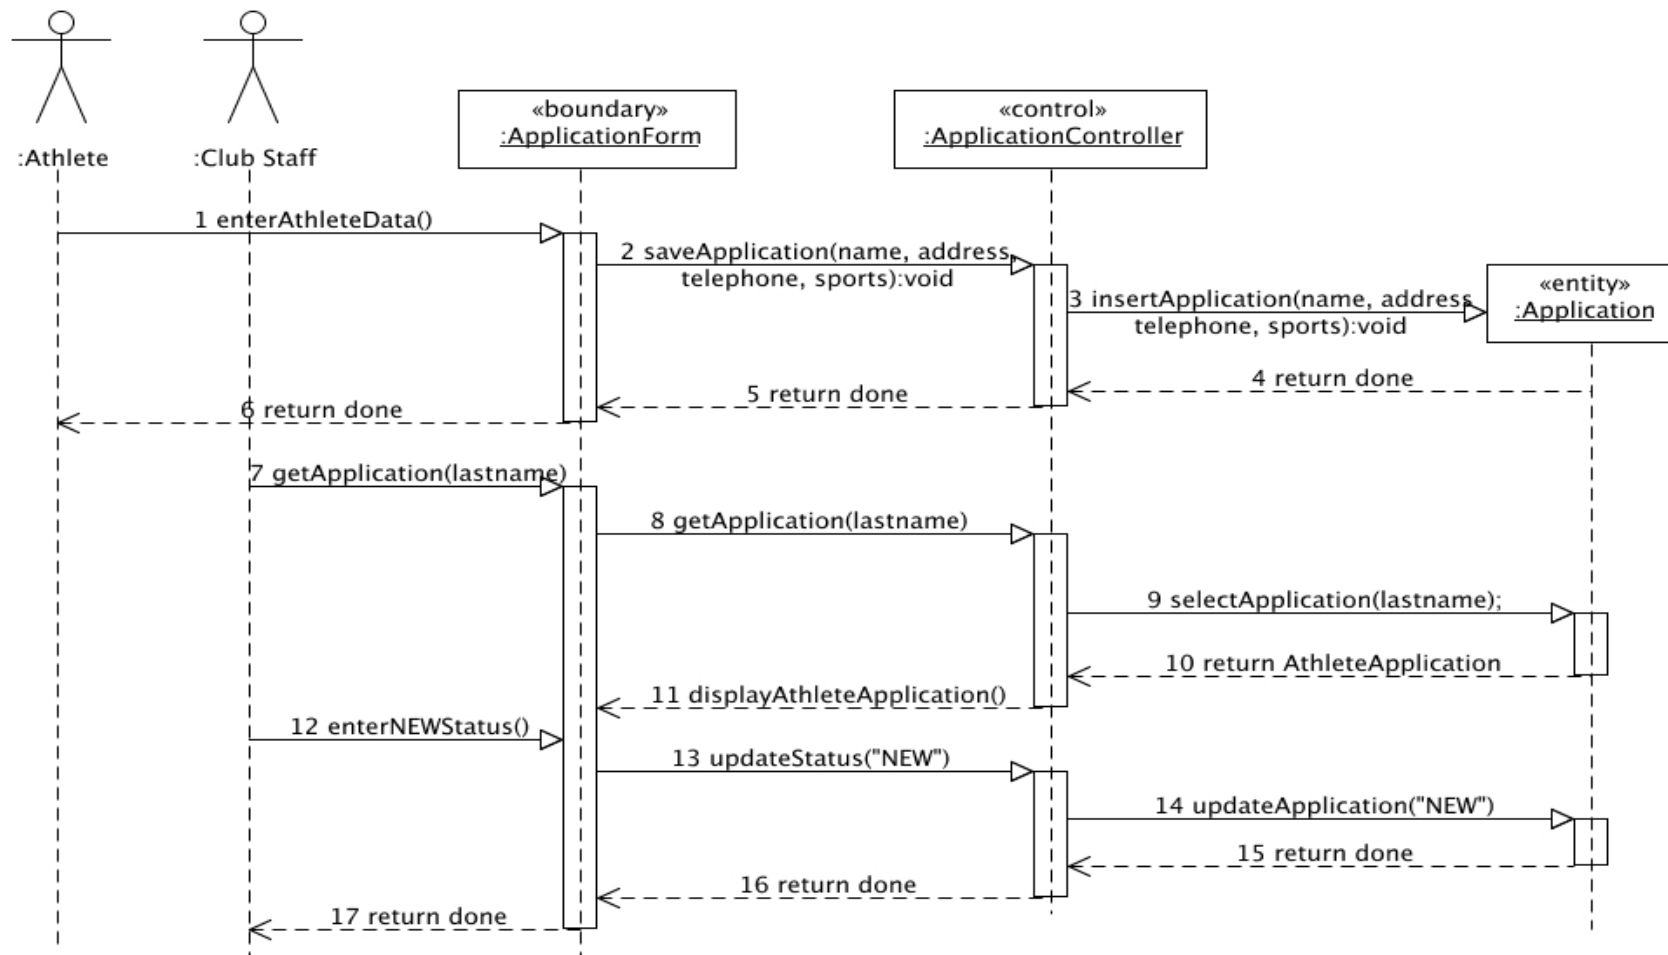 :Athlete
:Club Staff
«boundary»
:ApplicationForm
«control»
:ApplicationController
1 enterAthleteData()
2 saveApplication(name, address,
telephone, sports):void
«entity»
:Application
3 insertApplication(name, address
telephone, sports):void
4 return done
5 return done
6 return done
7 getApplication(lastname)
8 getApplication(lastname)
9 selectApplication(lastname);
10 return AthleteApplication
11 displayAthleteApplication()
12 enterNEWStatus()
13 updateStatus("NEW")
14 updateApplication("NEW")
15 return done
16 return done
17 return done